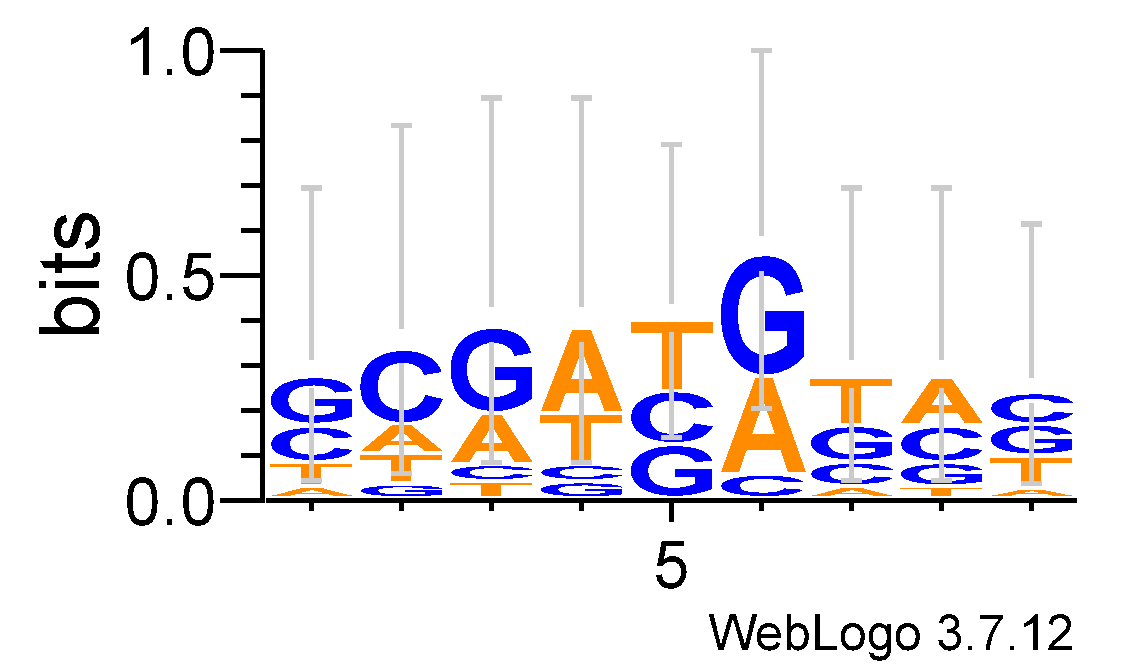 bits
1.0
0.5
0.0
G C G A T G T A C
C A A T C A G C G
T T C C G C C G T
A G T G A T A
5
WebLogo 3.7.12